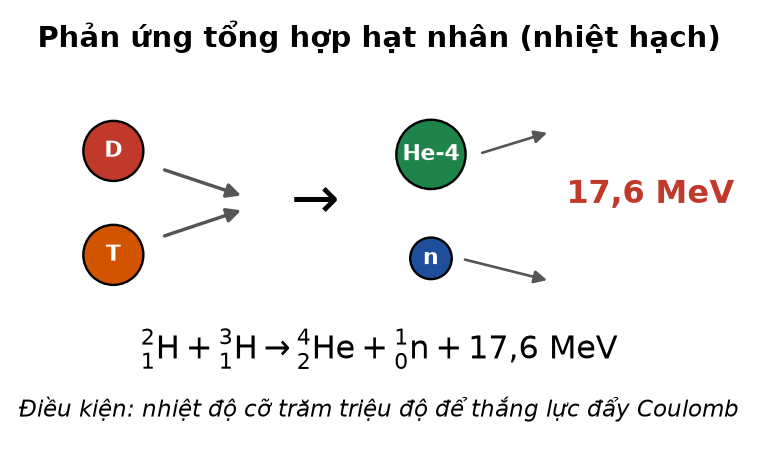 Phản ứng tổng hợp hạt nhân (nhiệt hạch)
D
He-4
→
17,6 MeV
T
n
²₁H + ³₁H → ⁴₂He + ¹₀n + 17,6 MeV
Điều kiện: nhiệt độ cỡ trăm triệu độ để thắng lực đẩy Coulomb